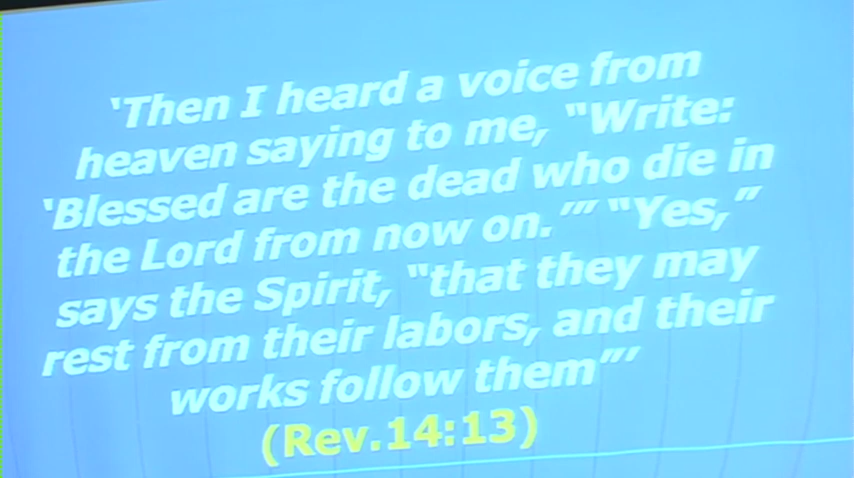 ‘Then I heard a voice from
heaven saying to me, “Write:
‘Blessed are the dead who die in
the Lord from now on.’” “Yes,”
says the Spirit, “that they may
rest from their labors, and their
works follow them”’
(Rev.14:13)